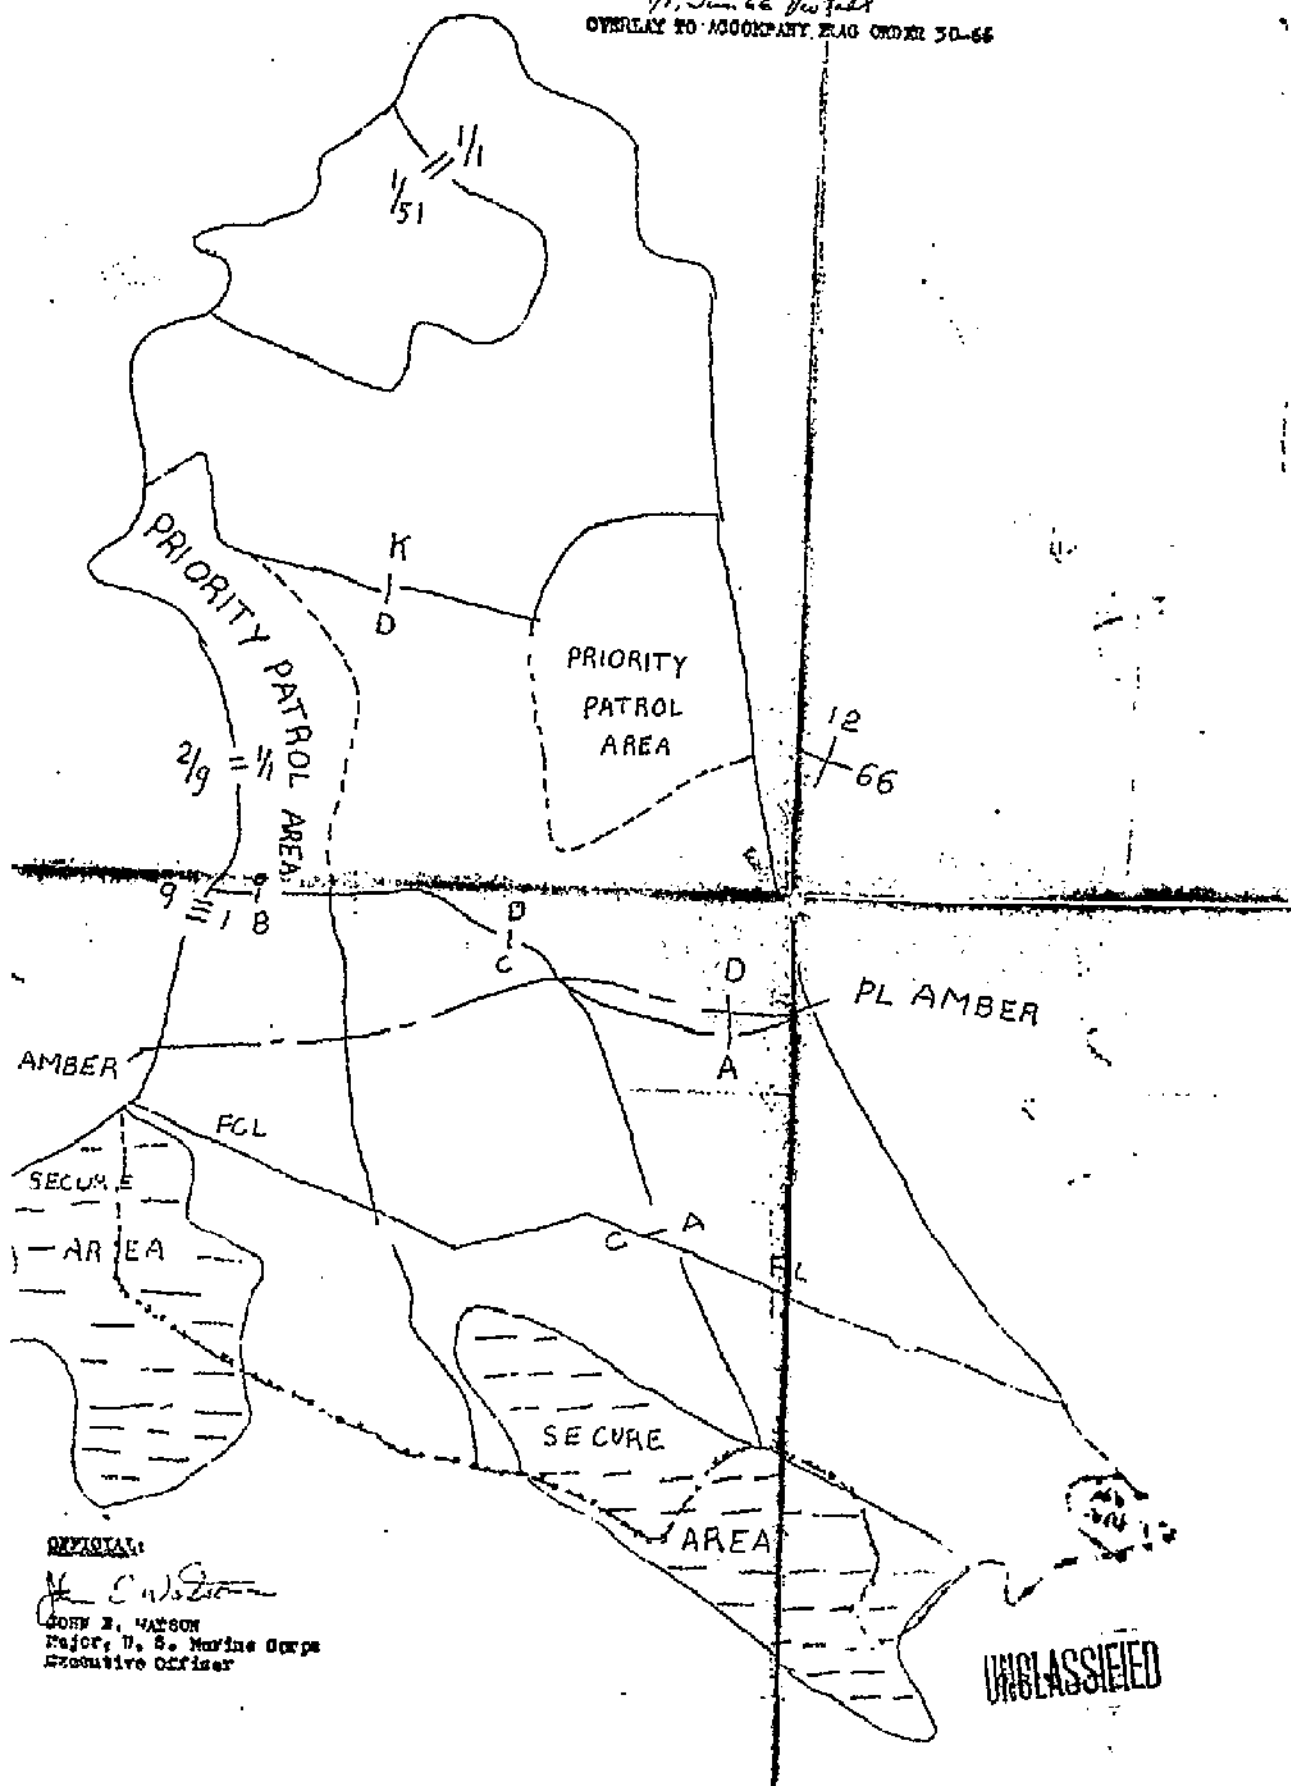 OVERLAY TO ACCOMPANY FRAG ORDER 30-66
1/1
1/51
K
D
PRIORITY PATROL AREA
PRIORITY
PATROL
AREA
12
66
2/9
1/1
9
1
B
D
C
D
A
PL AMBER
AMBER
FCL
SECURE
AREA
C
A
SECURE
AREA
OFFICIAL:
JOHN E. WATSON
Major, U. S. Marine Corps
Executive Officer
UNCLASSIFIED